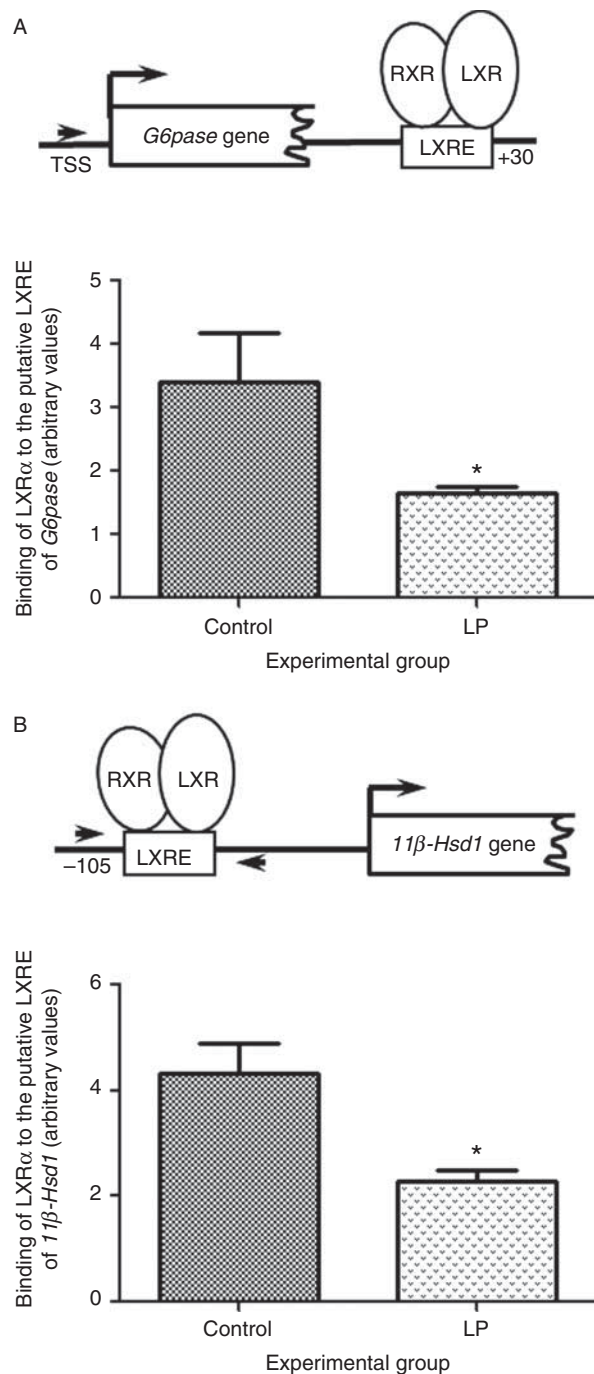 A
RXR
LXR
G6pase gene
LXRE
TSS
+30
Binding of LXRα to the putative LXRE
of G6pase (arbitrary values)
5
4
3
2
1
0
*
Control
LP
Experimental group
B
RXR
LXR
11β-Hsd1 gene
–105
LXRE
Binding of LXRα to the putative LXRE
of 11β-Hsd1 (arbitrary values)
6
4
2
0
*
Control
LP
Experimental group